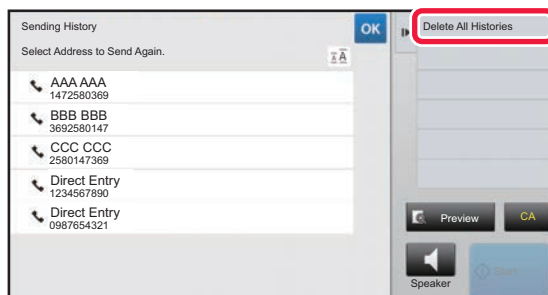 Sending History
OK
Select Address to Send Again.
AAA AAA
1472580369
BBB BBB
3692580147
CCC CCC
2580147369
Direct Entry
1234567890
Direct Entry
0987654321
Delete All Histories
Preview
CA
Speaker
Start